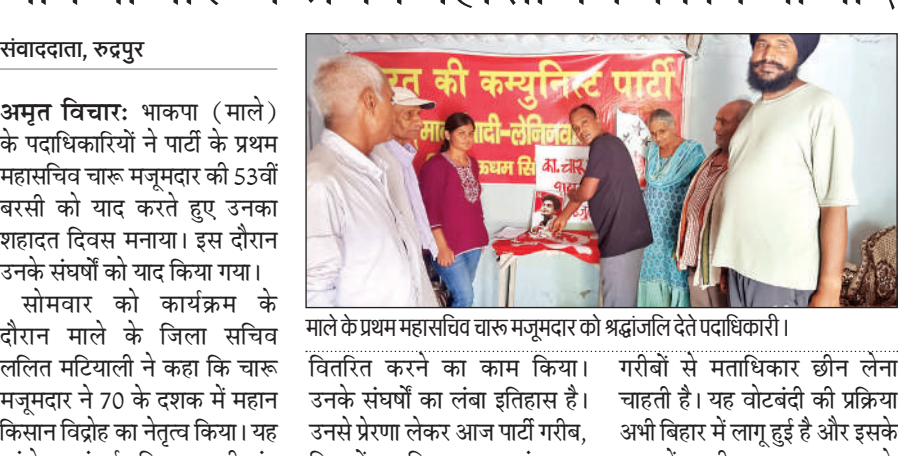 संवाददाता, रुद्रपुर
अमृत विचारः भाकपा (माले)
के पदाधिकारियों ने पार्टी के प्रथम
महासचिव चारू मजूमदार की 53वीं
बरसी को याद करते हुए उनका
शहादत दिवस मनाया। इस दौरान
उनके संघर्षों को याद किया गया।
सोमवार को कार्यक्रम के
दौरान माले के जिला सचिव
ललित मटियाली ने कहा कि चारू
मजूमदार ने 70 के दशक में महान
किसान विद्रोह का नेतृत्व किया। यह
की कम्युनिस्ट पार्टी
का. चारू
माले के प्रथम महासचिव चारू मजूमदार को श्रद्धांजलि देते पदाधिकारी।
वितरित करने का काम किया।
उनके संघर्षों का लंबा इतिहास है।
उनसे प्रेरणा लेकर आज पार्टी गरीब,
गरीबों से मताधिकार छीन लेना
चाहती है। यह वोटबंदी की प्रक्रिया
अभी बिहार में लागू हुई है और इसके